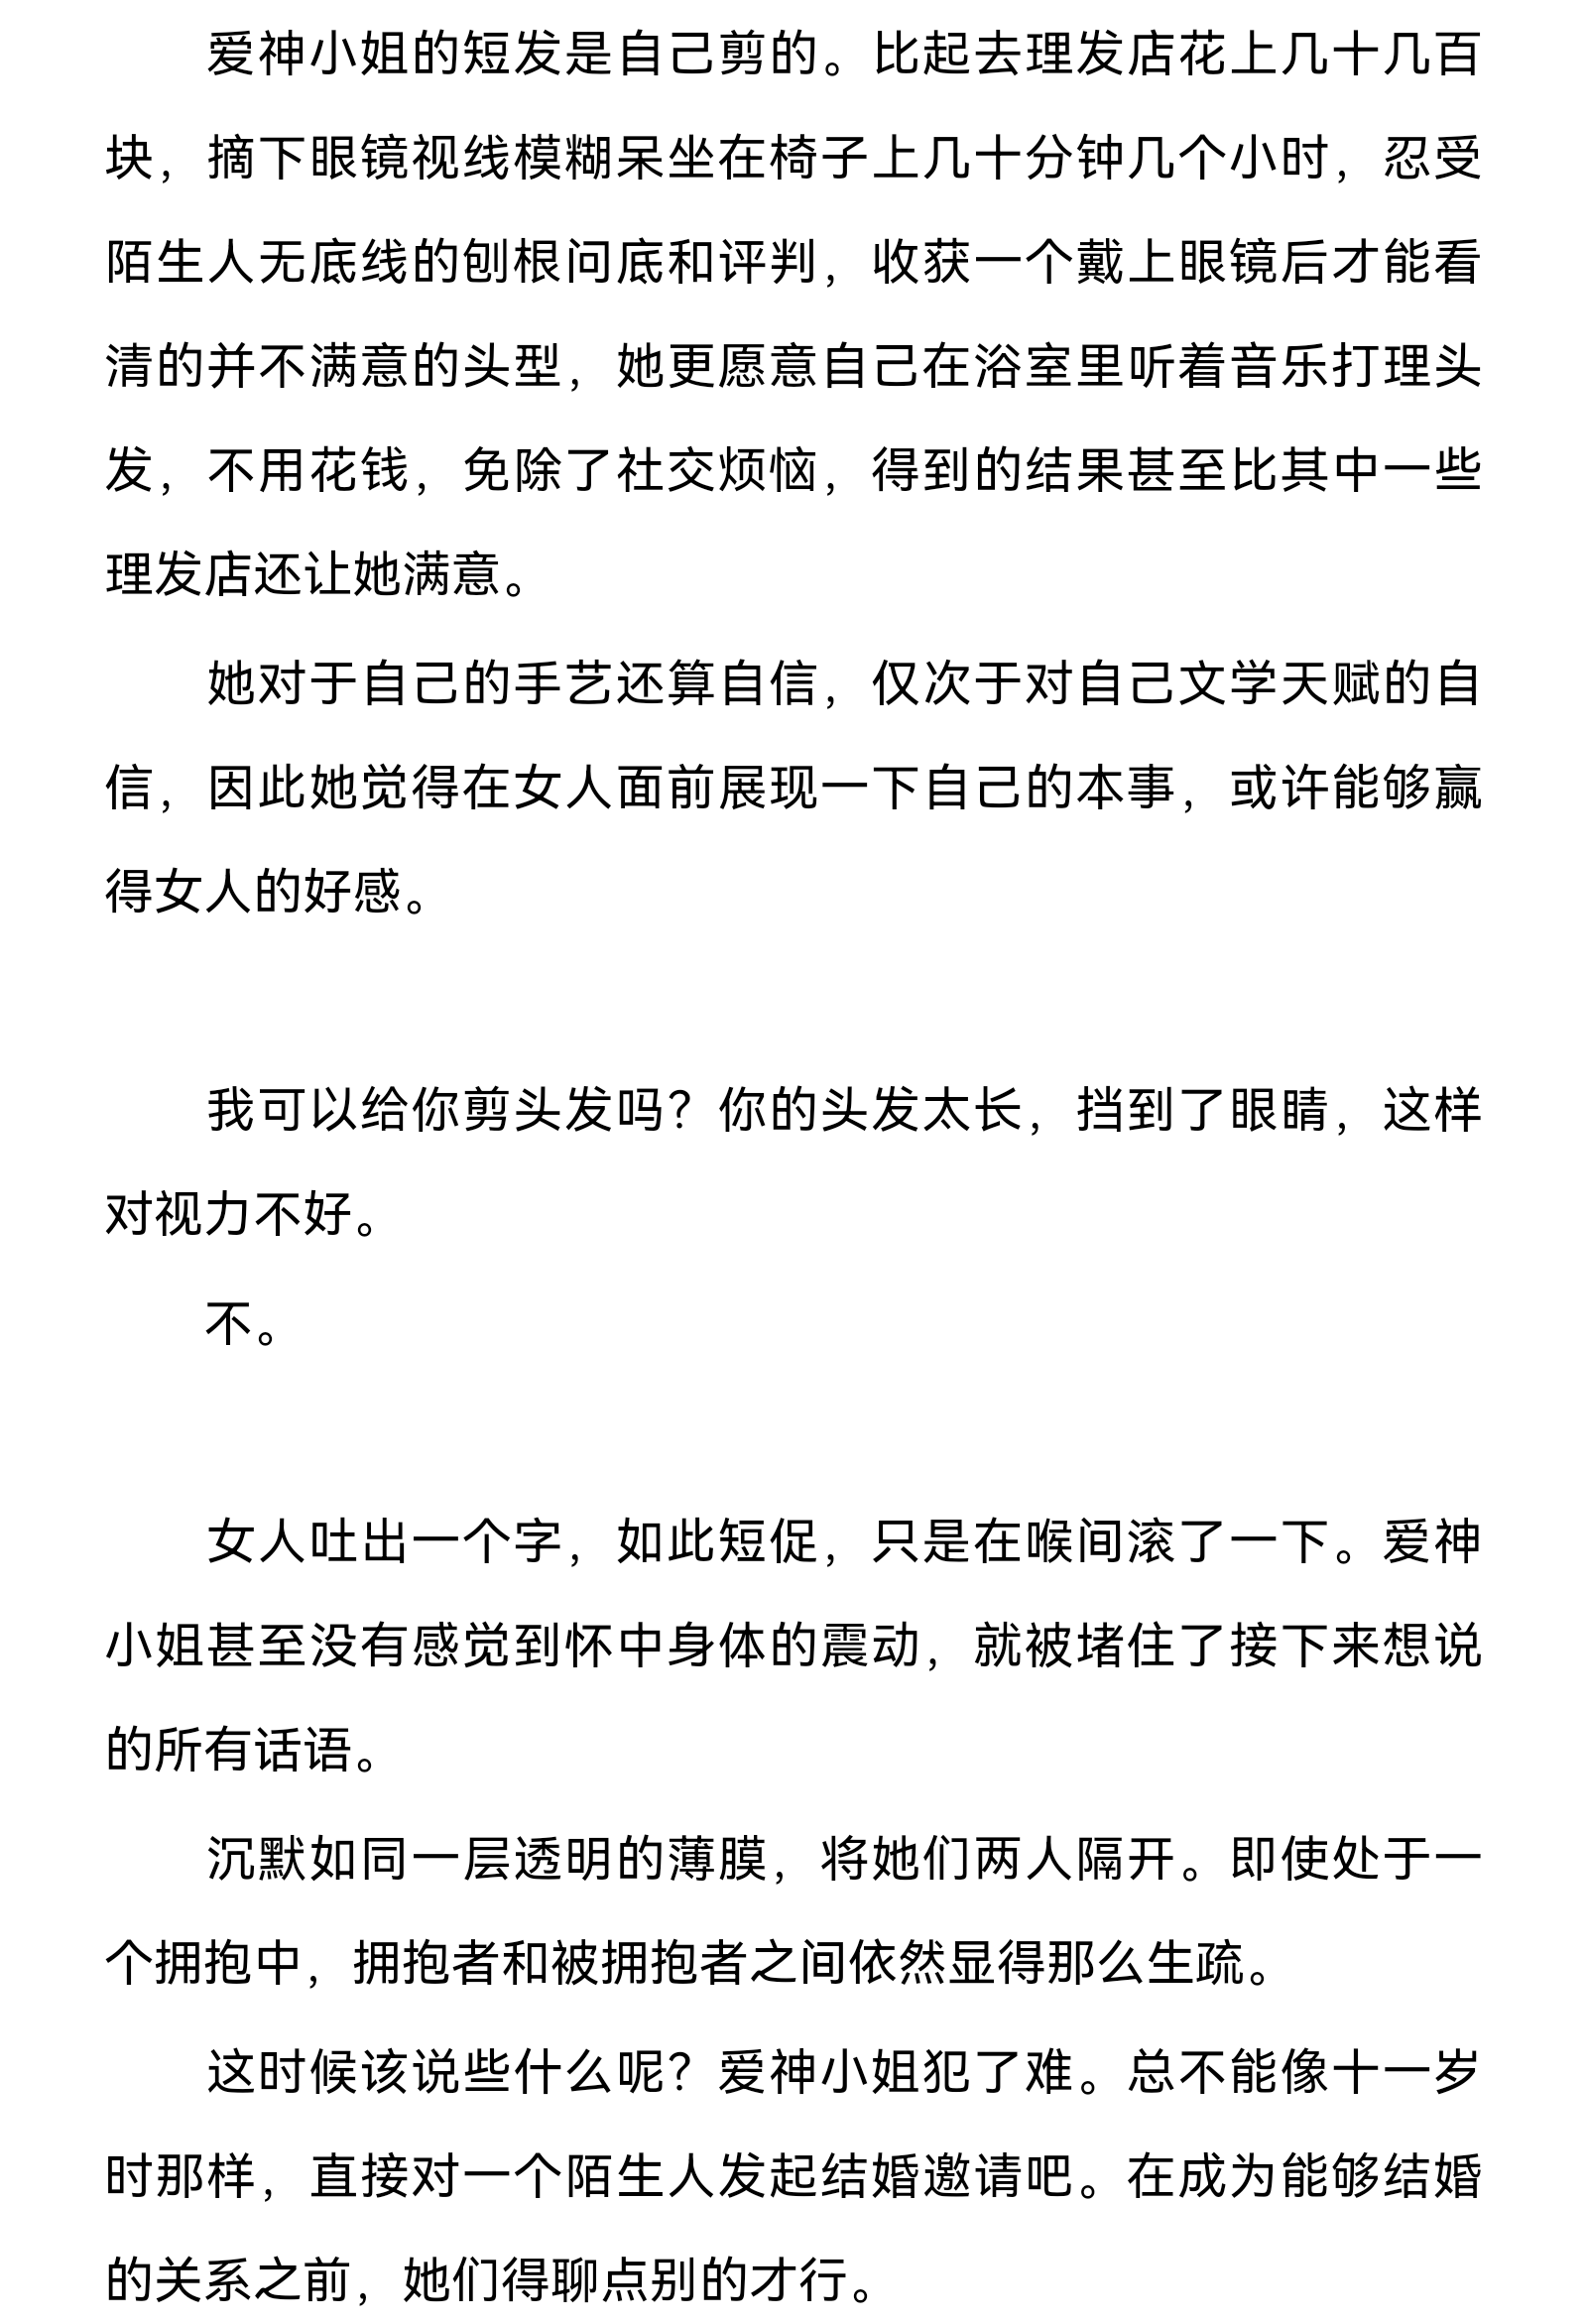 爱神小姐的短发是自己剪的。比起去理发店花上几十几百
块，摘下眼镜视线模糊呆坐在椅子上几十分钟几个小时，忍受
陌生人无底线的刨根问底和评判，收获一个戴上眼镜后才能看
清的并不满意的头型，她更愿意自己在浴室里听着音乐打理头
发，不用花钱，免除了社交烦恼，得到的结果甚至比其中一些
理发店还让她满意。
她对于自己的手艺还算自信，仅次于对自己文学天赋的自
信，因此她觉得在女人面前展现一下自己的本事，或许能够赢
得女人的好感。
我可以给你剪头发吗？你的头发太长，挡到了眼睛，这样
对视力不好。
不。
女人吐出一个字，如此短促，只是在喉间滚了一下。爱神
小姐甚至没有感觉到怀中身体的震动，就被堵住了接下来想说
的所有话语。
沉默如同一层透明的薄膜，将她们两人隔开。即使处于一
个拥抱中，拥抱者和被拥抱者之间依然显得那么生疏。
这时候该说些什么呢？爱神小姐犯了难。总不能像十一岁
时那样，直接对一个陌生人发起结婚邀请吧。在成为能够结婚
的关系之前，她们得聊点别的才行。